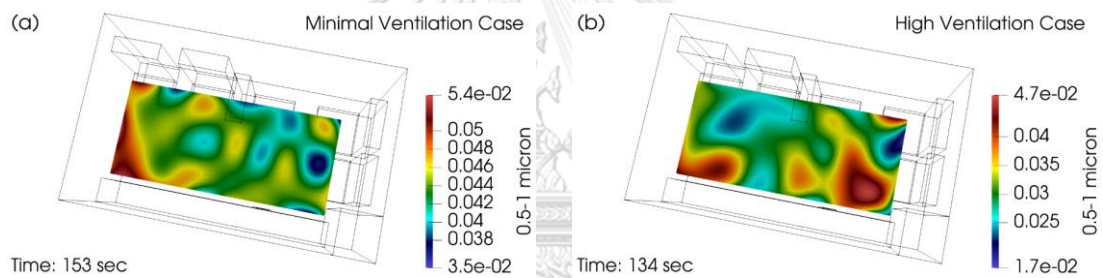 (a) Minimal Ventilation Case
5.4e-02
0.05
0.048
0.046
0.044
0.042
0.04
0.038
3.5e-02
0.5-1 micron
Time: 153 sec
(b) High Ventilation Case
4.7e-02
0.04
0.035
0.03
0.025
1.7e-02
0.5-1 micron
Time: 134 sec